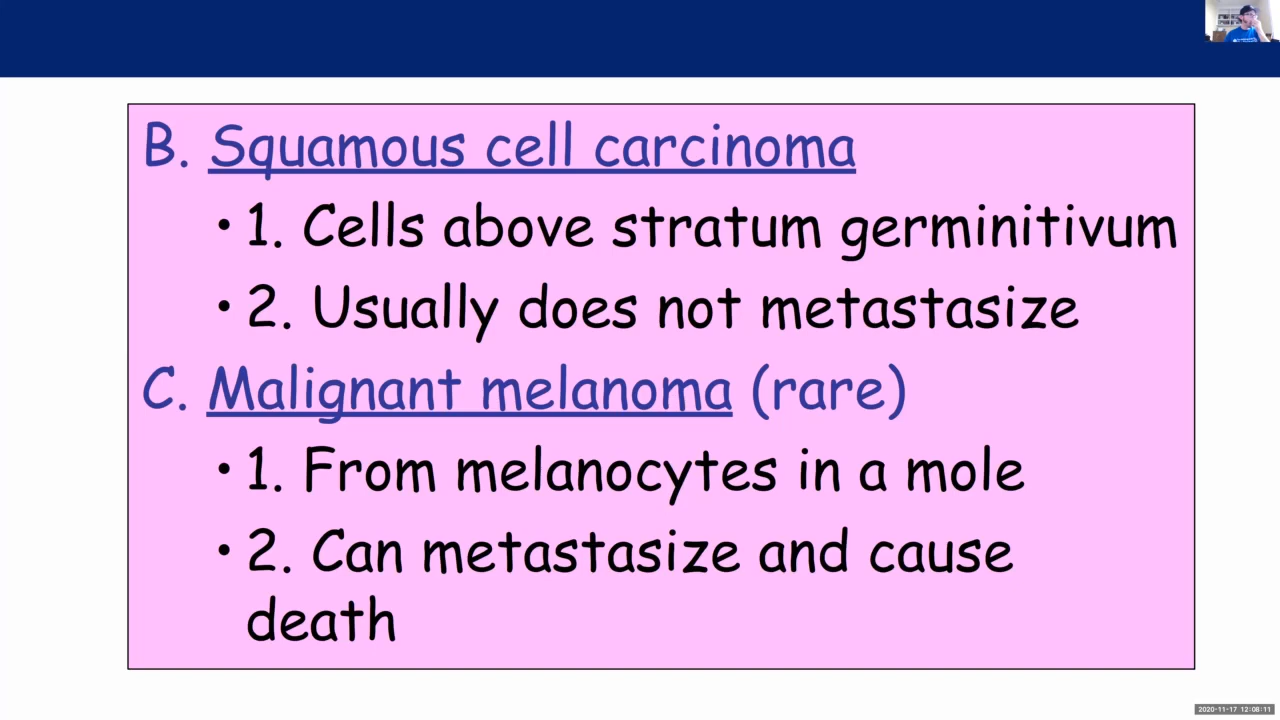 B. Squamous cell carcinoma
• 1. Cells above stratum germinitivum
• 2. Usually does not metastasize
C. Malignant melanoma (rare)
• 1. From melanocytes in a mole
• 2. Can metastasize and cause
death
2020-11-17 12:08:11